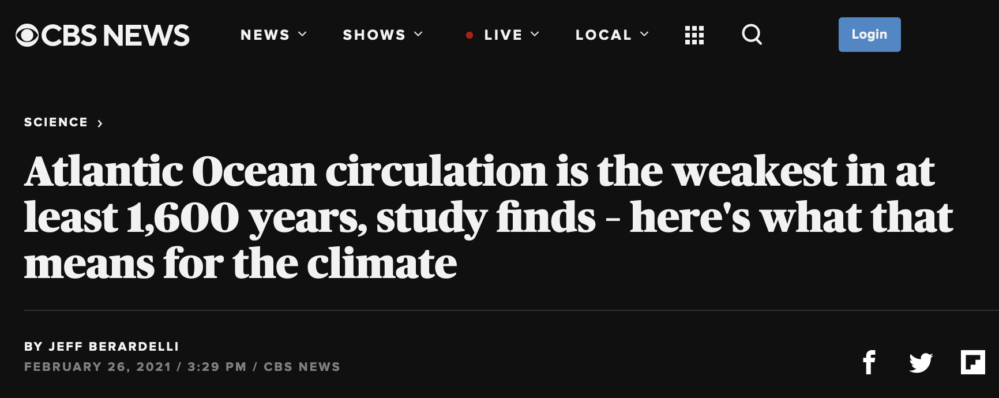 CBS NEWS
NEWS
SHOWS
LIVE
LOCAL
Login
SCIENCE ›
Atlantic Ocean circulation is the weakest in at
least 1,600 years, study finds – here's what that
means for the climate
BY JEFF BERARDELLI
FEBRUARY 26, 2021 / 3:29 PM / CBS NEWS